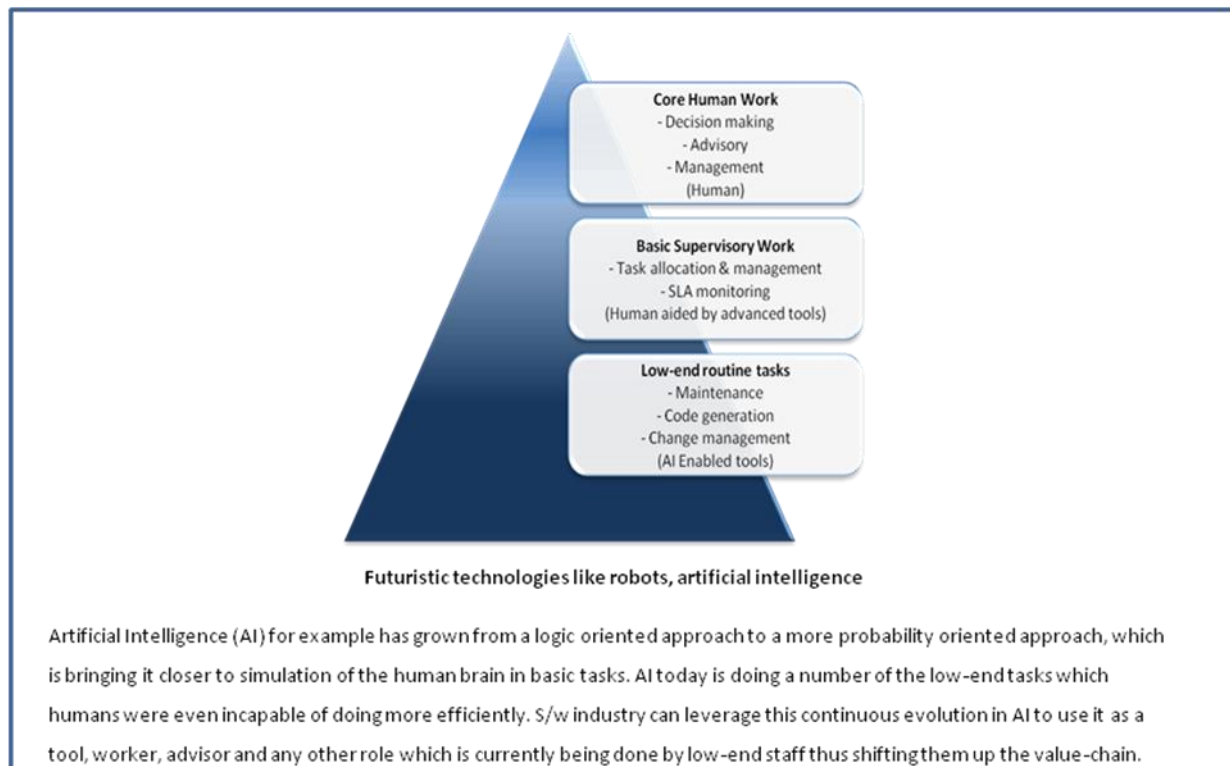 Core Human Work
- Decision making
- Advisory
- Management
(Human)
Basic Supervisory Work
- Task allocation & management
- SLA monitoring
(Human aided by advanced tools)
Low-end routine tasks
- Maintenance
- Code generation
- Change management
(AI Enabled tools)
Futuristic technologies like robots, artificial intelligence
Artificial Intelligence (AI) for example has grown from a logic oriented approach to a more probability oriented approach, which
is bringing it closer to simulation of the human brain in basic tasks. AI today is doing a number of the low-end tasks which
humans were even incapable of doing more efficiently. S/w industry can leverage this continuous evolution in AI to use it as a
tool, worker, advisor and any other role which is currently being done by low-end staff thus shifting them up the value-chain.